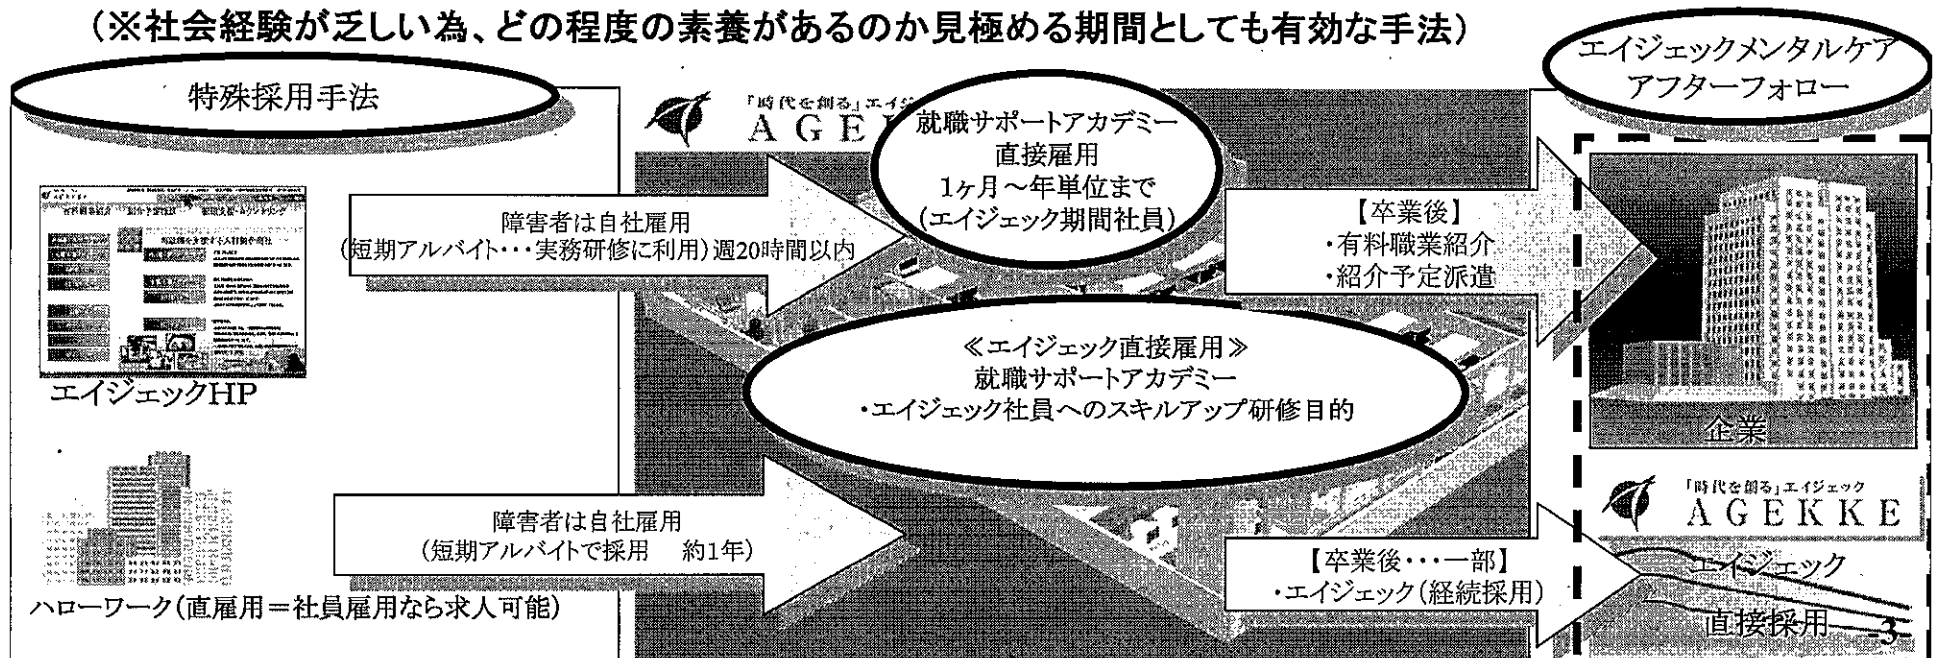 (※社会経験が乏しい為、どの程度の素養があるのか見極める期間としても有効な手法)
特殊採用手法
エイジェックHP
ハローワーク(直雇用＝社員雇用なら求人可能)
障害者は自社雇用
(短期アルバイト・・・実務研修に利用)週20時間以内
障害者は自社雇用
(短期アルバイトで採用　約1年)
「時代を創る」エイジ
AGEK
就職サポートアカデミー
直接雇用
1ヶ月～年単位まで
(エイジェック期間社員)
≪エイジェック直接雇用≫
就職サポートアカデミー
・エイジェック社員へのスキルアップ研修目的
【卒業後】
・有料職業紹介
・紹介予定派遣
【卒業後・・・一部】
・エイジェック(経続採用)
エイジェックメンタルケア
アフターフォロー
企業
「時代を創る」エイジェック
AGEKKE
エイジェック
直接採用
3